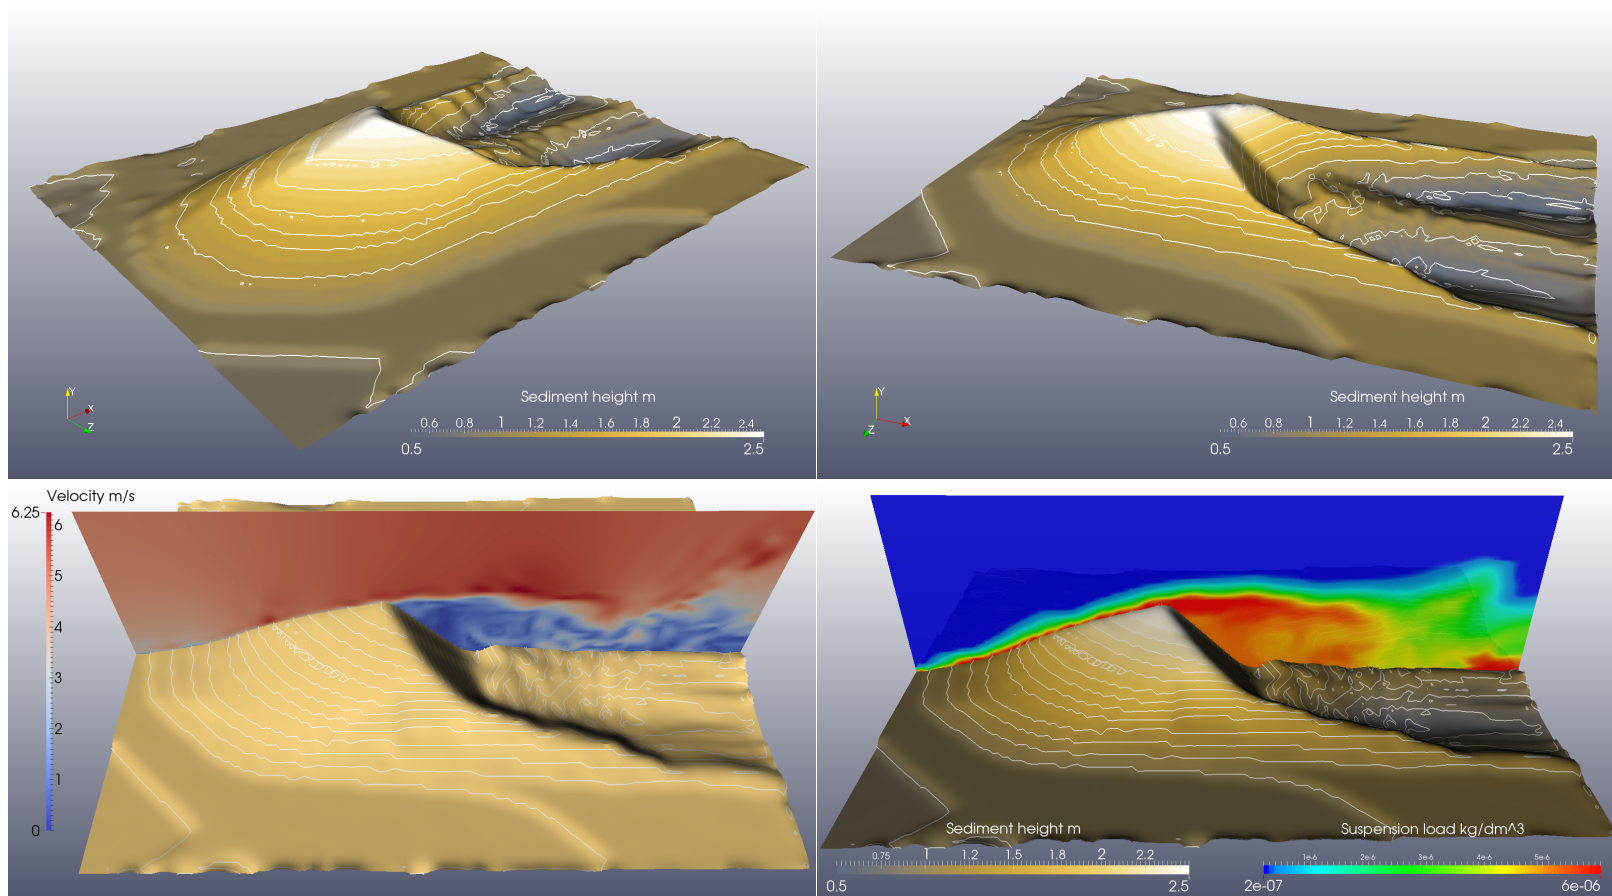 Y
X
Z
Sediment height m
0.6 0.8 1 1.2 1.4 1.6 1.8 2 2.2 2.4
0.5 2.5
Y
X
Z
Sediment height m
0.6 0.8 1 1.2 1.4 1.6 1.8 2 2.2 2.4
0.5 2.5
Velocity m/s
6.25
6
5
4
3
2
1
0
Sediment height m
0.75 1 1.2 1.5 1.8 2 2.2
0.5 2.5
Suspension load kg/dm^3
1e-6 2e-6 3e-6 4e-6 5e-6
2e-07 6e-06